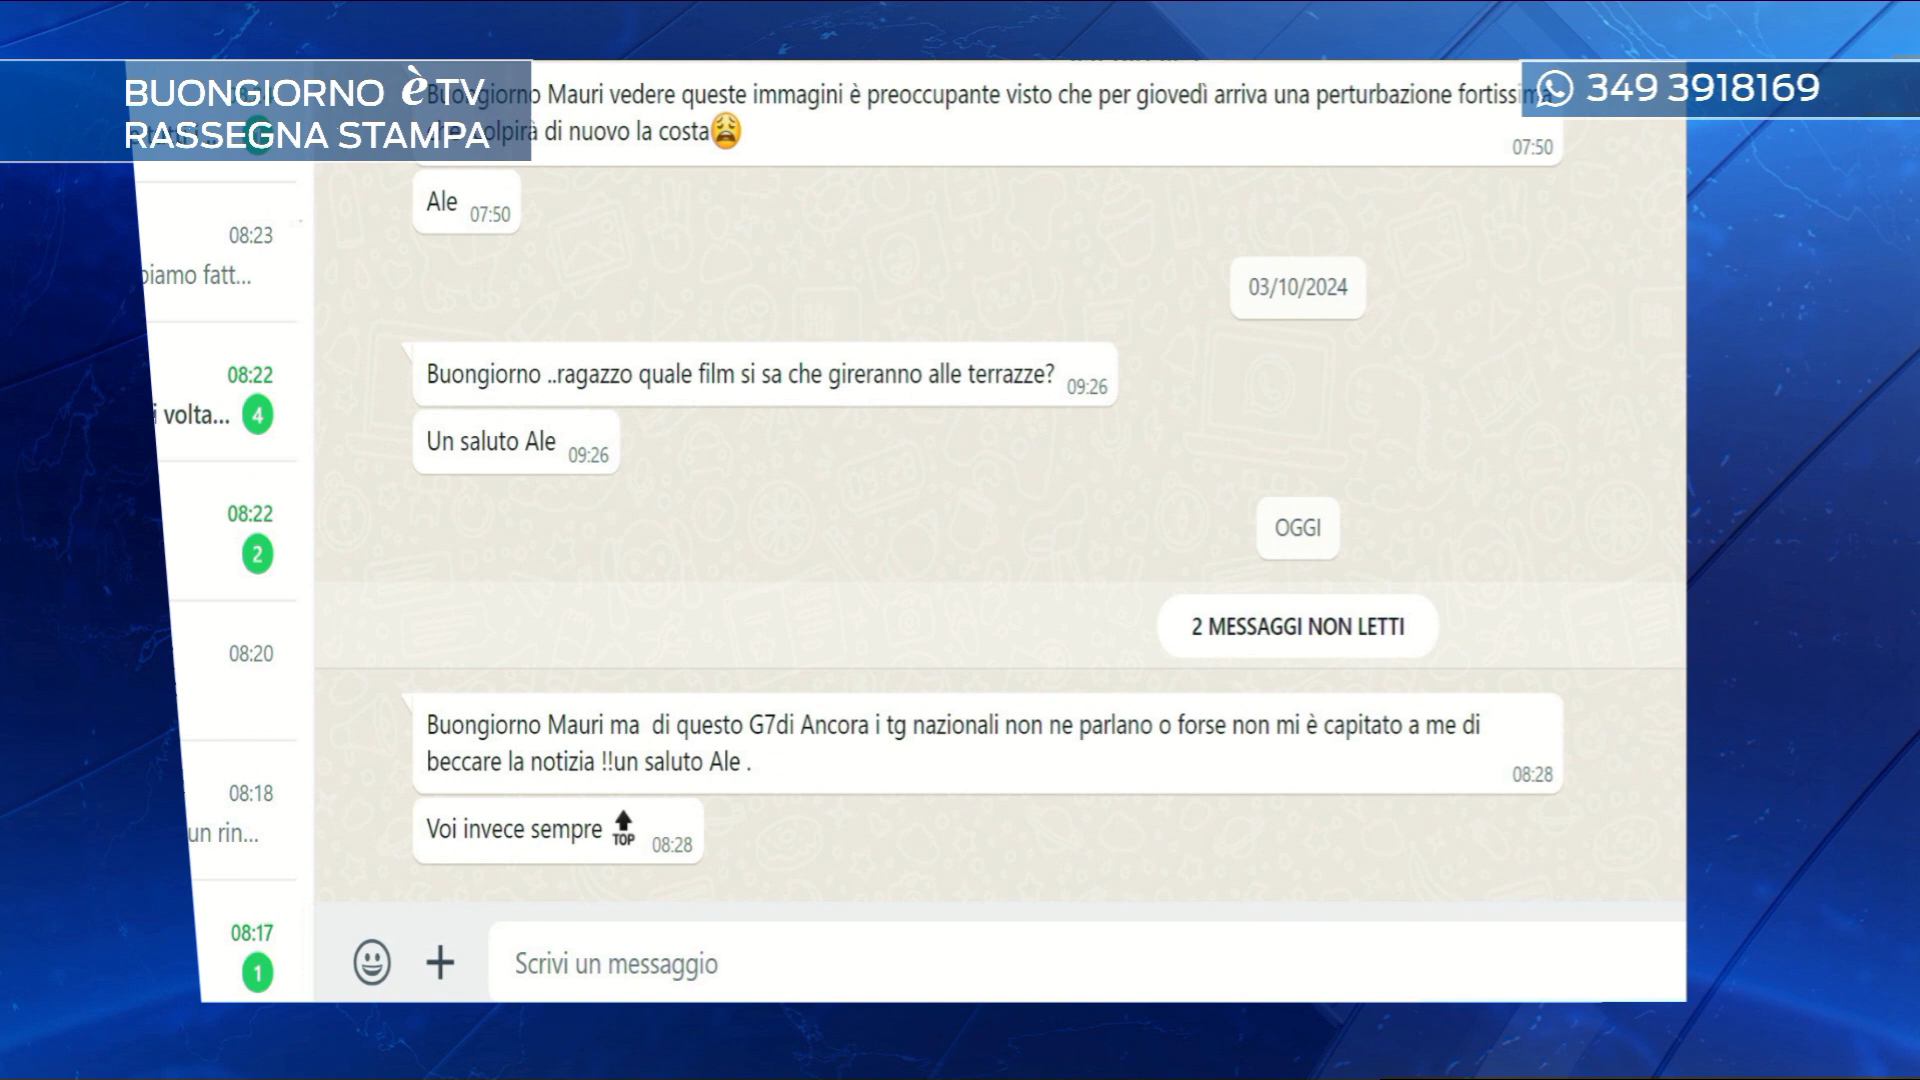 BUONGIORNO èTV
RASSEGNA STAMPA
349 3918169
Mauri vedere queste immagini è preoccupante visto che per giovedì arriva una perturbazione
di nuovo la costa😩
07:50
Ale 07:50
03/10/2024
Buongiorno ..ragazzo quale film si sa che gireranno alle terrazze? 09:26
Un saluto Ale 09:26
OGGI
2 MESSAGGI NON LETTI
Buongiorno Mauri ma di questo G7di Ancora i tg nazionali non ne parlano o forse non mi è capitato a me di
beccare la notizia !!un saluto Ale .
08:28
Voi invece sempre 🔝 08:28
Scrivi un messaggio
08:23
fatt...
08:22
volta... 4
08:22
2
08:20
08:18
un rin...
08:17
1